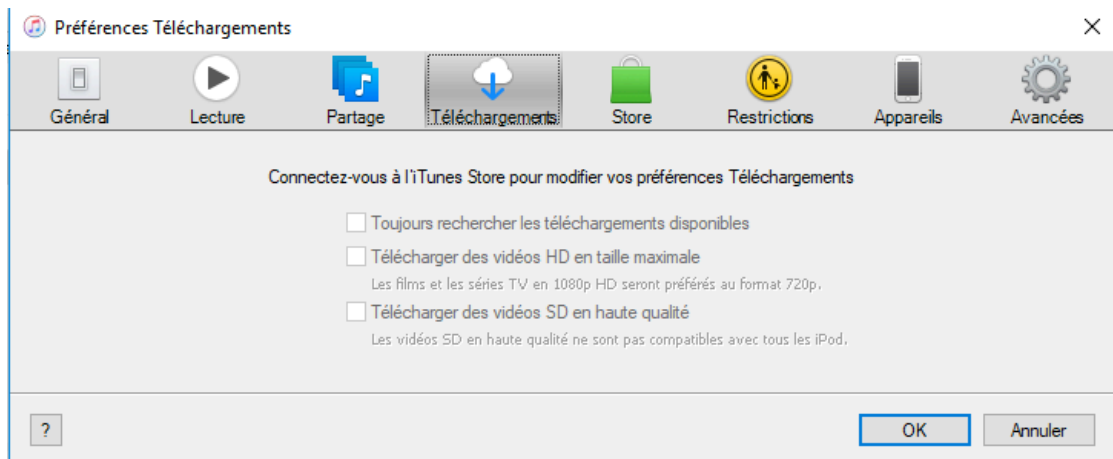 Préférences Téléchargements
Général Lecture Partage Téléchargements Store Restrictions Appareils Avancées
Connectez-vous à l'iTunes Store pour modifier vos préférences Téléchargements
Toujours rechercher les téléchargements disponibles
Télécharger des vidéos HD en taille maximale
Les films et les séries TV en 1080p HD seront préférés au format 720p.
Télécharger des vidéos SD en haute qualité
Les vidéos SD en haute qualité ne sont pas compatibles avec tous les iPod.
? OK Annuler